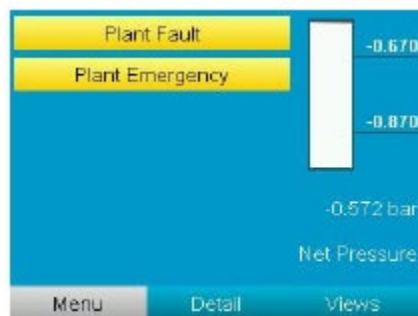 Plant Fault
Plant Emergency
-0.670
-0.870
-0.572 bar
Net Pressure
Menu
Detail
Views